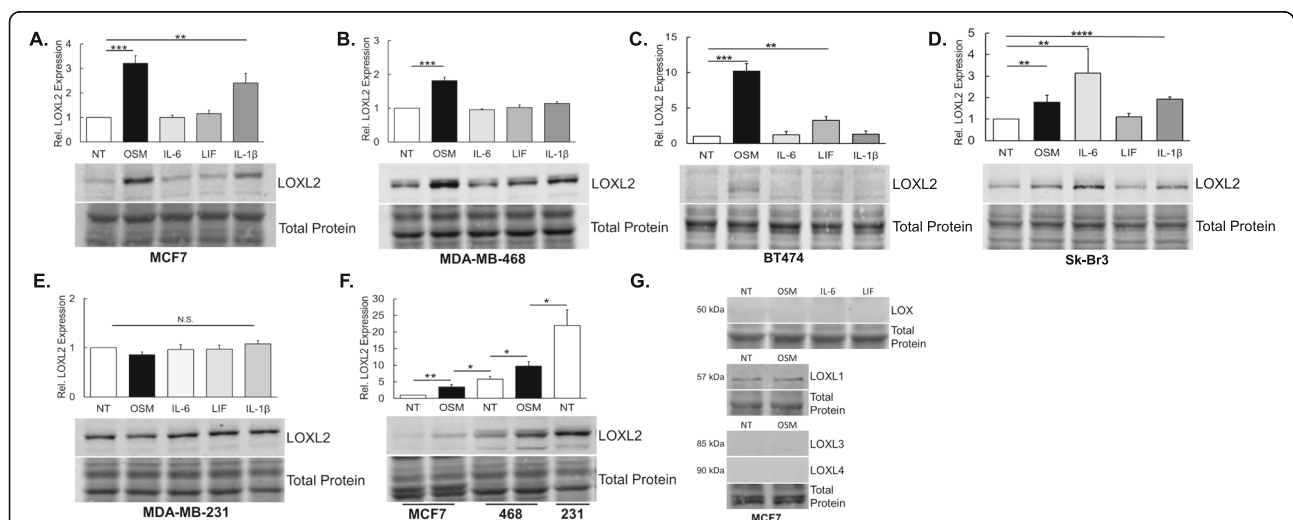 A.
**
***
4
3
2
1
0
Rel. LOXL2 Expression
NT OSM IL-6 LIF IL-1β
LOXL2
Total Protein
MCF7
B.
***
3
2
1
0
Rel. LOXL2 Expression
NT OSM IL-6 LIF IL-1β
LOXL2
Total Protein
MDA-MB-468
C.
**
***
15
10
5
0
Rel. LOXL2 Expression
NT OSM IL-6 LIF IL-1β
LOXL2
Total Protein
BT474
D.
****
**
**
5
4
3
2
1
0
Rel. LOXL2 Expression
NT OSM IL-6 LIF IL-1β
LOXL2
Total Protein
Sk-Br3
E.
N.S.
2
1
0
Rel. LOXL2 Expression
NT OSM IL-6 LIF IL-1β
LOXL2
Total Protein
MDA-MB-231
F.
*
*
*
**
30
25
20
15
10
5
0
Rel. LOXL2 Expression
NT OSM NT OSM NT
LOXL2
Total Protein
MCF7 468 231
G.
NT OSM IL-6 LIF
50 kDa
LOX
Total
Protein
NT OSM
57 kDa
LOXL1
Total
Protein
NT OSM
85 kDa
LOXL3
90 kDa
LOXL4
Total
Protein
MCF7